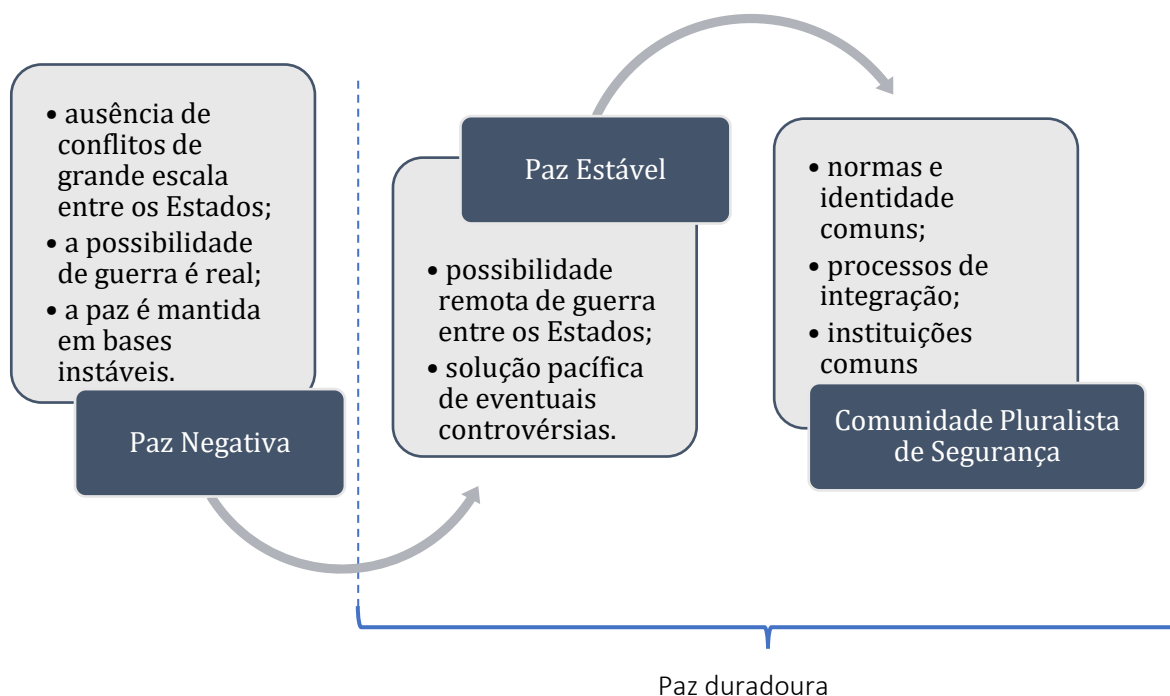 • ausência de
conflitos de
grande escala
entre os Estados;
• a possibilidade
de guerra é real;
• a paz é mantida
em bases
instáveis.
Paz Negativa
Paz Estável
• possibilidade
remota de guerra
entre os Estados;
• solução pacífica
de eventuais
controvérsias.
• normas e
identidade
comuns;
• processos de
integração;
• instituições
comuns
Comunidade Pluralista
de Segurança
Paz duradoura